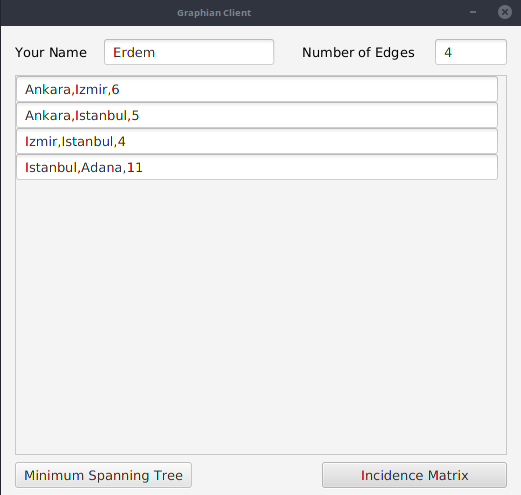 Graphian Client
Your Name Erdem Number of Edges 4
Ankara,Izmir,6
Ankara,Istanbul,5
Izmir,Istanbul,4
Istanbul,Adana,11
Minimum Spanning Tree Incidence Matrix